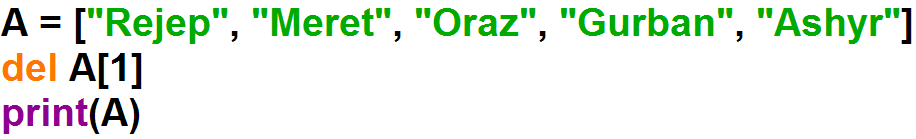 A = ["Rejep", "Meret", "Oraz", "Gurban", "Ashyr"]
del A[1]
print(A)